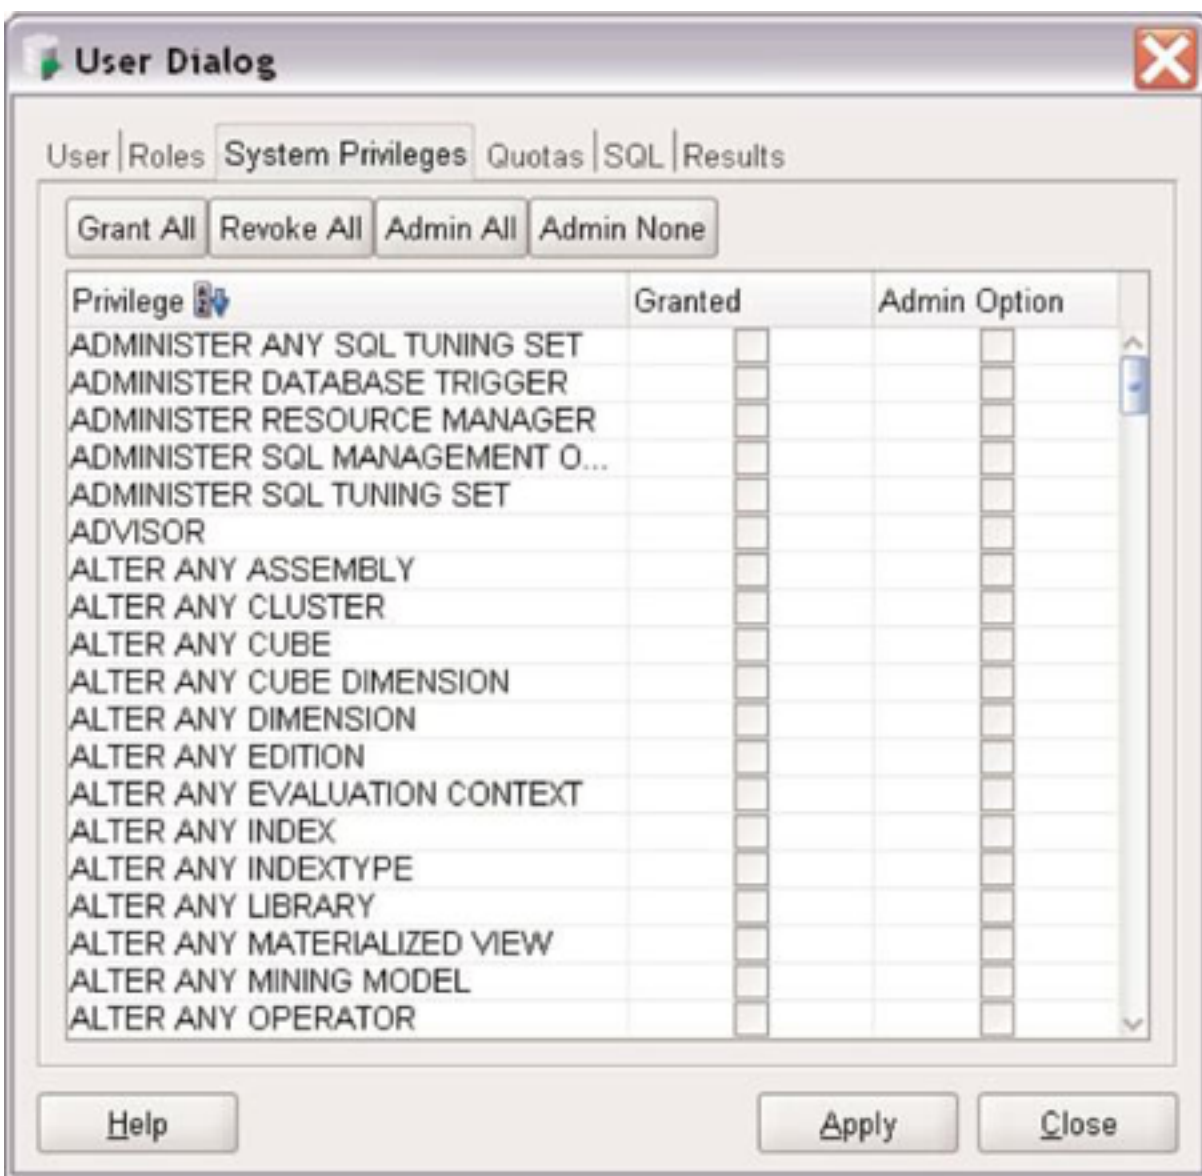 User Dialog
User Roles System Privileges Quotas SQL Results
Grant All Revoke All Admin All Admin None
Privilege Granted Admin Option
ADMINISTER ANY SQL TUNING SET
ADMINISTER DATABASE TRIGGER
ADMINISTER RESOURCE MANAGER
ADMINISTER SQL MANAGEMENT O...
ADMINISTER SQL TUNING SET
ADVISOR
ALTER ANY ASSEMBLY
ALTER ANY CLUSTER
ALTER ANY CUBE
ALTER ANY CUBE DIMENSION
ALTER ANY DIMENSION
ALTER ANY EDITION
ALTER ANY EVALUATION CONTEXT
ALTER ANY INDEX
ALTER ANY INDEXTYPE
ALTER ANY LIBRARY
ALTER ANY MATERIALIZED VIEW
ALTER ANY MINING MODEL
ALTER ANY OPERATOR
Help Apply Close